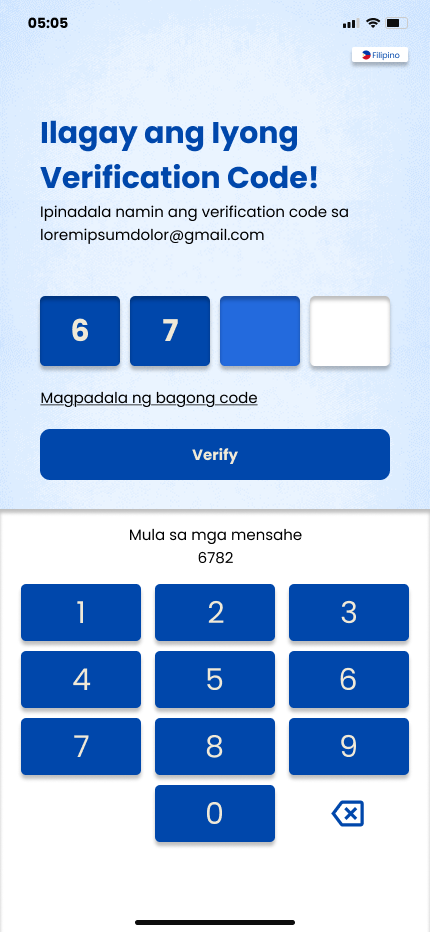 05:05
Filipino
Ilagay ang Iyong
Verification Code!
Ipinadala namin ang verification code sa
loremipsumdolor@gmail.com
6 7
Magpadala ng bagong code
Verify
Mula sa mga mensahe
6782
1 2 3
4 5 6
7 8 9
0